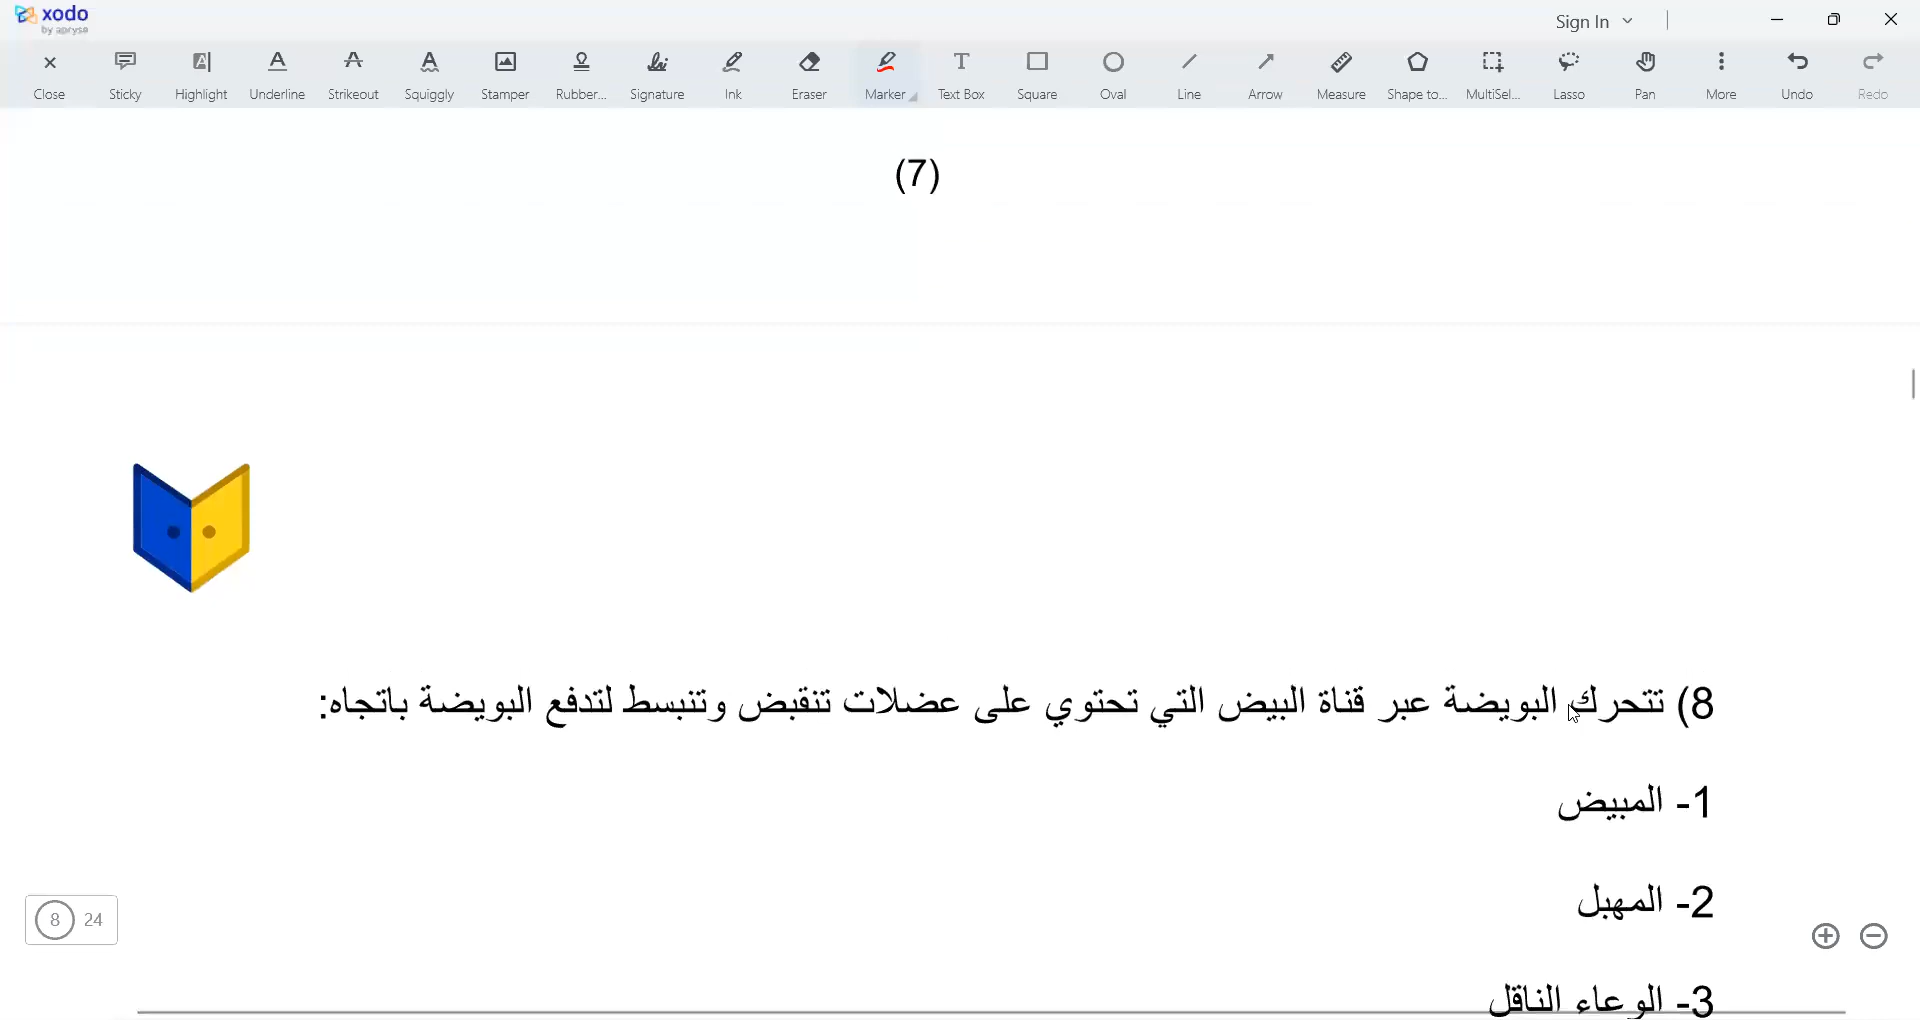 xodo
by apryse
Sign In
Close
Sticky
Highlight
Underline
Strikeout
Squiggly
Stamper
Rubber...
Signature
Ink
Eraser
Marker
Text Box
Square
Oval
Line
Arrow
Measure
Shape to...
MultiSel...
Lasso
Pan
More
Undo
Redo
(7)
8) تتحرك البويضة عبر قناة البيض التي تحتوي على عضلات تنقبض وتنبسط لتدفع البويضة باتجاه:
1- المبيض
2- المهبل
3- الوعاء الناقل
8 24